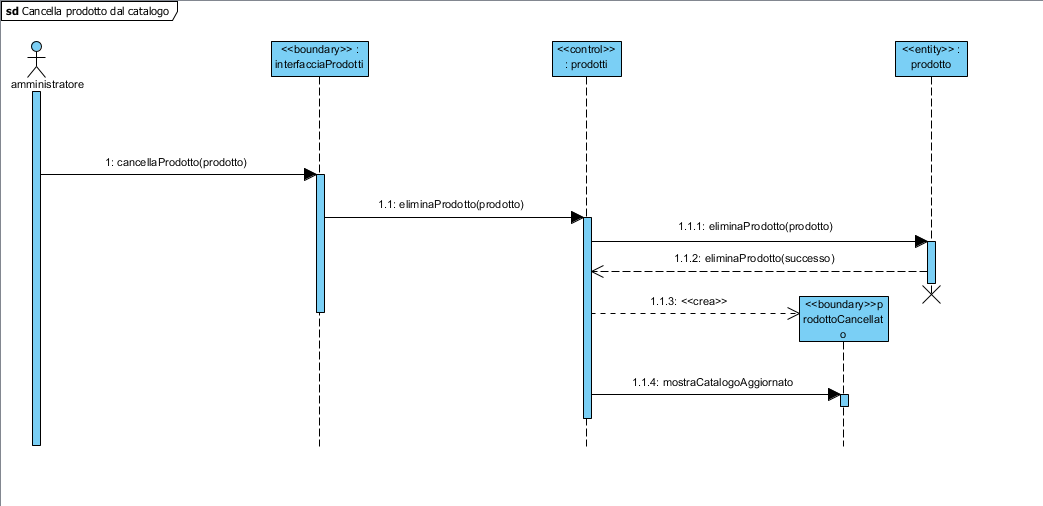 sd Cancella prodotto dal catalogo
amministratore
<<boundary>> :
interfacciaProdotti
<<control>>
: prodotti
<<entity>> :
prodotto
1: cancellaProdotto(prodotto)
1.1: eliminaProdotto(prodotto)
1.1.1: eliminaProdotto(prodotto)
1.1.2: eliminaProdotto(successo)
1.1.3: <<crea>>
<<boundary>>p
rodottoCancellat
o
1.1.4: mostraCatalogoAggiornato